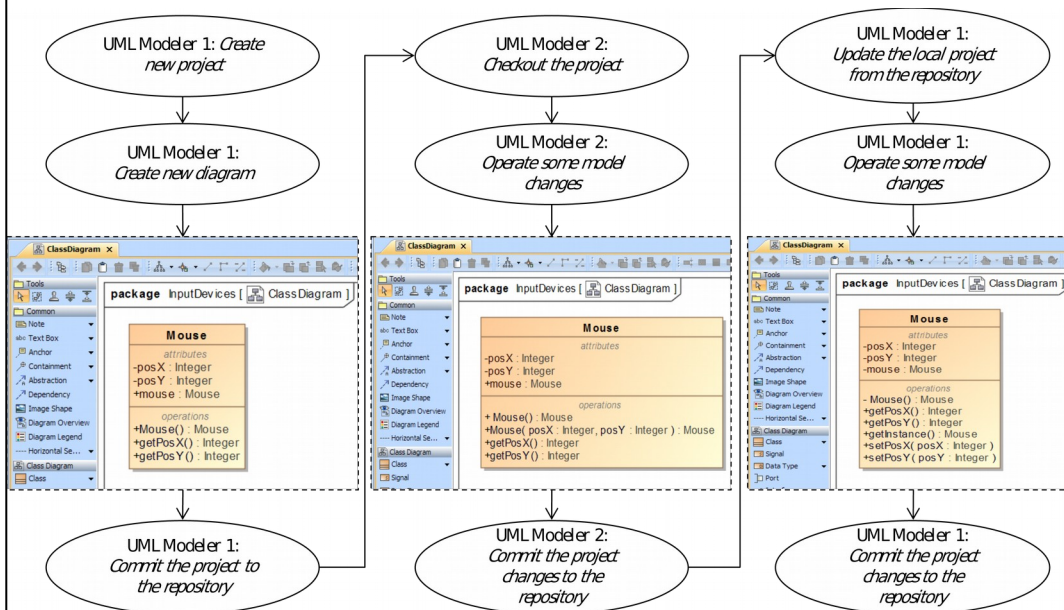 UML Modeler 1: Create
new project
UML Modeler 1:
Create new diagram
ClassDiagram
Tools
Common
Note
abc Text Box
Anchor
Containment
Abstraction
Dependency
Image Shape
Diagram Overview
Diagram Legend
Horizontal Se...
Class Diagram
Class
package InputDevices [ ClassDiagram ]
Mouse
attributes
-posX : Integer
-posY : Integer
+mouse : Mouse
operations
+Mouse() : Mouse
+getPosX() : Integer
+getPosY() : Integer
UML Modeler 1:
Commit the project to
the repository
UML Modeler 2:
Checkout the project
UML Modeler 2:
Operate some model
changes
ClassDiagram
Tools
Common
Note
abc Text Box
Anchor
Containment
Abstraction
Dependency
Image Shape
Diagram Overview
Diagram Legend
Horizontal Se...
Class Diagram
Class
Signal
package InputDevices [ ClassDiagram ]
Mouse
attributes
-posX : Integer
-posY : Integer
+mouse : Mouse
operations
+ Mouse() : Mouse
+Mouse( posX : Integer, posY : Integer ) : Mouse
+getPosX() : Integer
+getPosY() : Integer
UML Modeler 2:
Commit the project
changes to the
repository
UML Modeler 1:
Update the local project
from the repository
UML Modeler 1:
Operate some model
changes
ClassDiagram
Tools
Common
Note
abc Text Box
Anchor
Containment
Abstraction
Dependency
Image Shape
Diagram Overview
Diagram Legend
Horizontal Se...
Class Diagram
Class
Signal
Data Type
Port
package InputDevices [ ClassDiagram ]
Mouse
attributes
-posX : Integer
-posY : Integer
-mouse : Mouse
operations
- Mouse() : Mouse
+getPosX() : Integer
+getPosY() : Integer
+getInstance() : Mouse
+setPosX( posX : Integer )
+setPosY( posY : Integer )
UML Modeler 1:
Commit the project
changes to the
repository